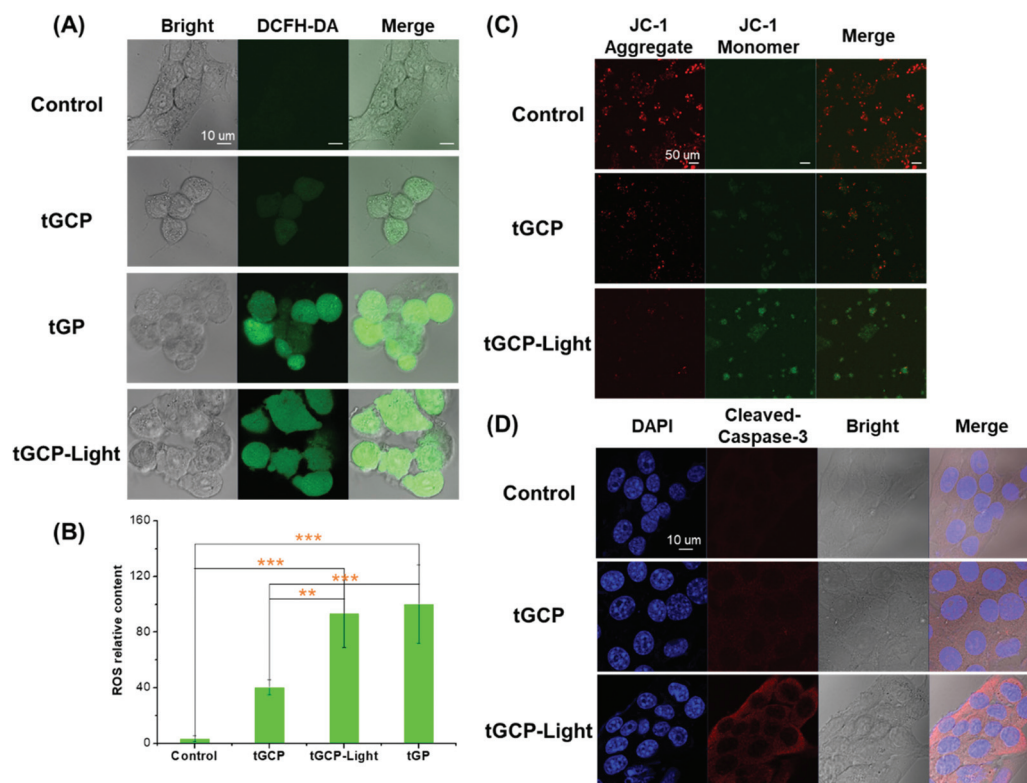 (A)
Bright DCFH-DA Merge
Control
10 um
tGCP
tGP
tGCP-Light
(B)
ROS relative content
160
120
80
40
0
***
***
***
**
Control tGCP tGCP-Light tGP
(C)
JC-1 Aggregate JC-1 Monomer Merge
Control
50 um
tGCP
tGCP-Light
(D)
DAPI Cleaved-Caspase-3 Bright Merge
Control
10 um
tGCP
tGCP-Light